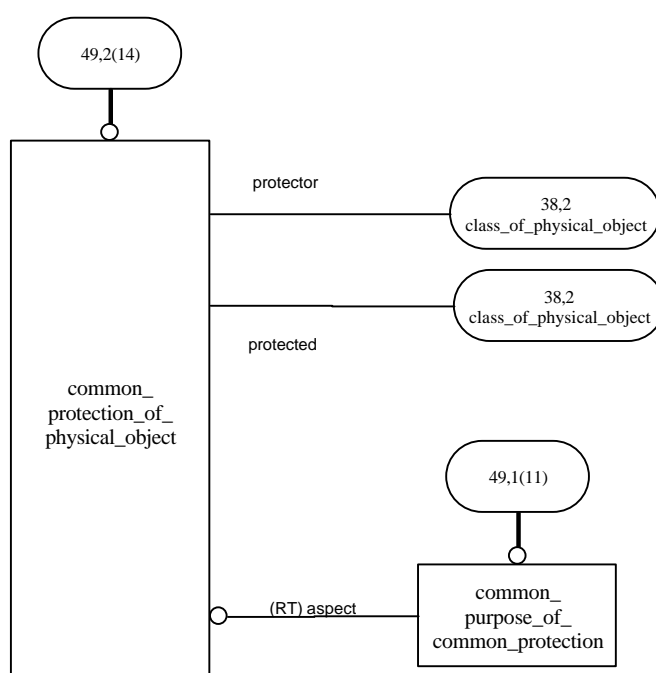 49,2(14)
protector
38,2
class_of_physical_object
38,2
class_of_physical_object
protected
common_
protection_of_
physical_object
49,1(11)
(RT) aspect
common_
purpose_of_
common_protection